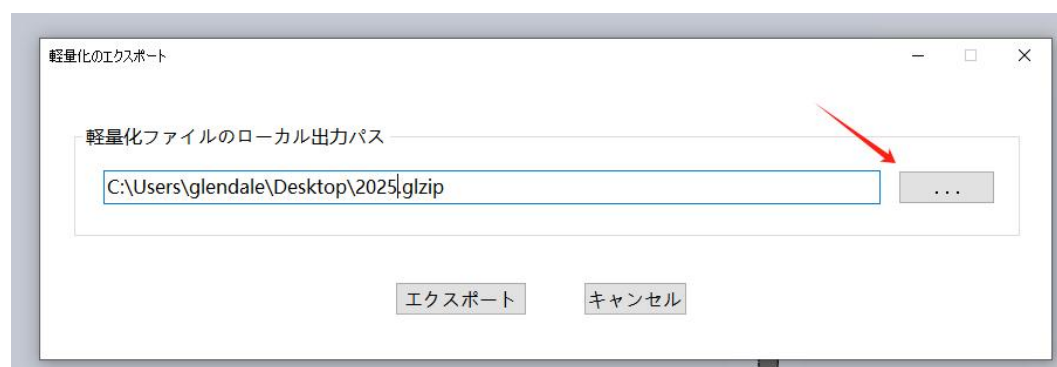 軽量化のエクスポート
軽量化ファイルのローカル出力パス
C:\Users\glendale\Desktop\2025.glzip
...
エクスポート
キャンセル